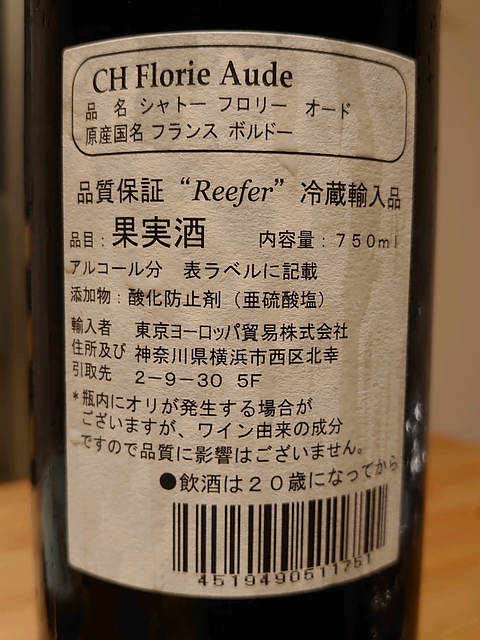 CH Florie Aude
品 名 シャトー フロリー オード
原産国名 フランス ボルドー
品質保証 “Reefer” 冷蔵輸入品
品目：果実酒 内容量：750ml
アルコール分 表ラベルに記載
添加物：酸化防止剤（亜硫酸塩）
輸入者 東京ヨーロッパ貿易株式会社
住所及び 神奈川県横浜市西区北幸
引取先 2－9－30 5F
*瓶内にオリが発生する場合が
ございますが、ワイン由来の成分
ですので品質に影響はございません。
●飲酒は20歳になってから
4519490511751